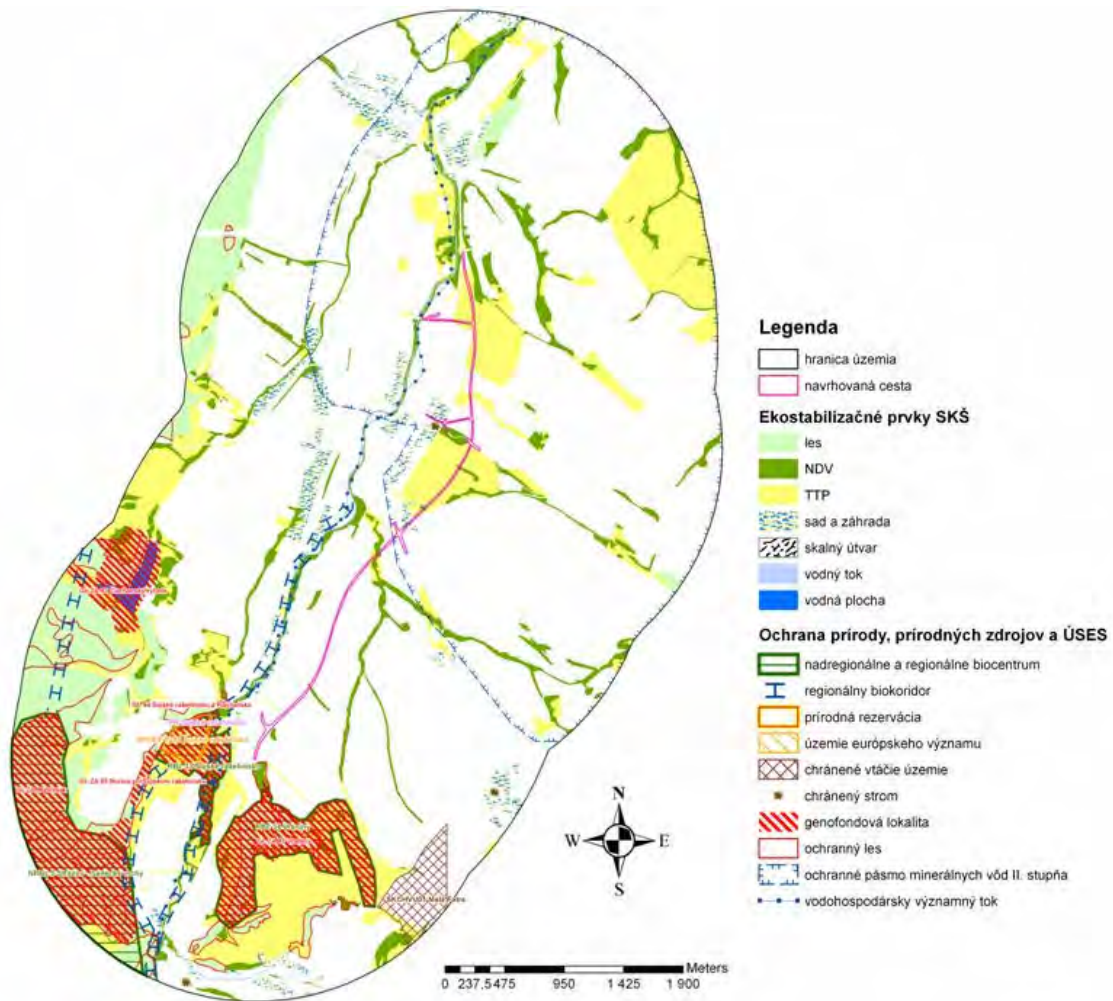 Legenda
hranica územia
navrhovaná cesta
Ekostabilizačné prvky SKŠ
les
NDV
TTP
sad a záhrada
skalný útvar
vodný tok
vodná plocha
Ochrana prírody, prírodných zdrojov a ÚSES
nadregionálne a regionálne biocentrum
regionálny biokoridor
prírodná rezervácia
územie európskeho významu
chránené vtáčie územie
chránený strom
genofondová lokalita
ochranný les
ochranné pásmo minerálnych vôd II. stupňa
vodohospodársky významný tok
N
W
E
S
Meters
0 237,5475 950 1 425 1 900